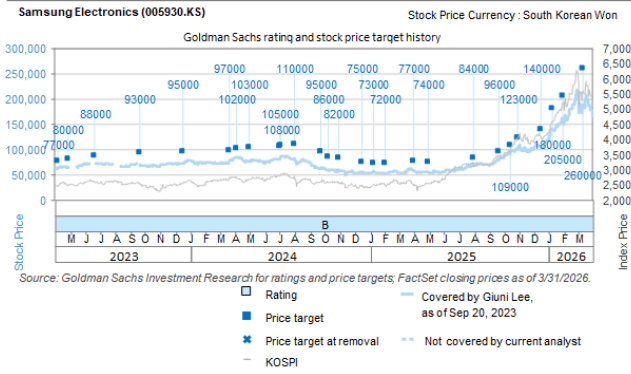 Samsung Electronics (005930.KS)
Stock Price Currency : South Korean Won
Goldman Sachs rating and stock price target history
300,000
250,000
200,000
150,000
100,000
50,000
0
7,000
6,500
6,000
5,500
5,000
4,500
4,000
3,500
3,000
2,500
2,000
97000 110000 75000 77000 84000 140000
95000 103000 95000 73000 74000 96000
93000 102000 86000 72000 123000
88000 105000 82000
80000 108000
77000 180000
205000
260000
109000
B
M J J A S O N D J F M A M J J A S O N D J F M A M J J A S O N D J F M
2023 2024 2025 2026
Stock Price
Index Price
Source: Goldman Sachs Investment Research for ratings and price targets; FactSet closing prices as of 3/31/2026.
Rating
Price target
Price target at removal
KOSPI
Covered by Giuni Lee,
as of Sep 20, 2023
Not covered by current analyst